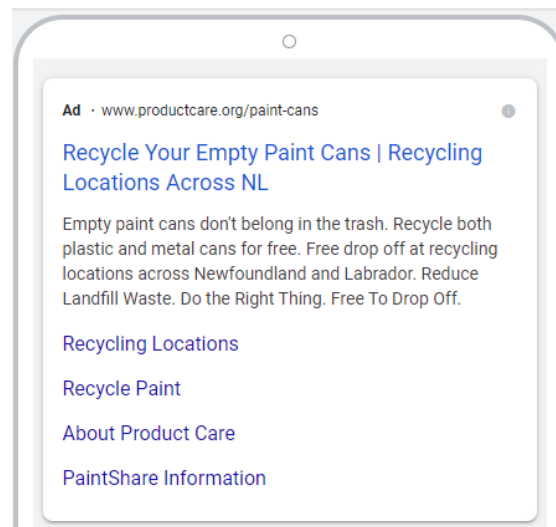 Ad · www.productcare.org/paint-cans
Recycle Your Empty Paint Cans | Recycling
Locations Across NL
Empty paint cans don't belong in the trash. Recycle both
plastic and metal cans for free. Free drop off at recycling
locations across Newfoundland and Labrador. Reduce
Landfill Waste. Do the Right Thing. Free To Drop Off.
Recycling Locations
Recycle Paint
About Product Care
PaintShare Information